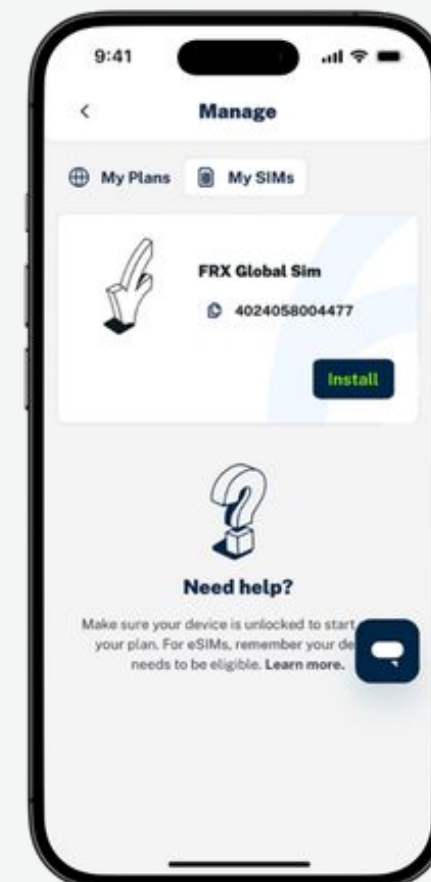 9:41
Manage
My Plans My SIMs
FRX Global Sim
4024058004477
Install
Need help?
Make sure your device is unlocked to start
your plan. For eSIMs, remember your
needs to be eligible. Learn more.